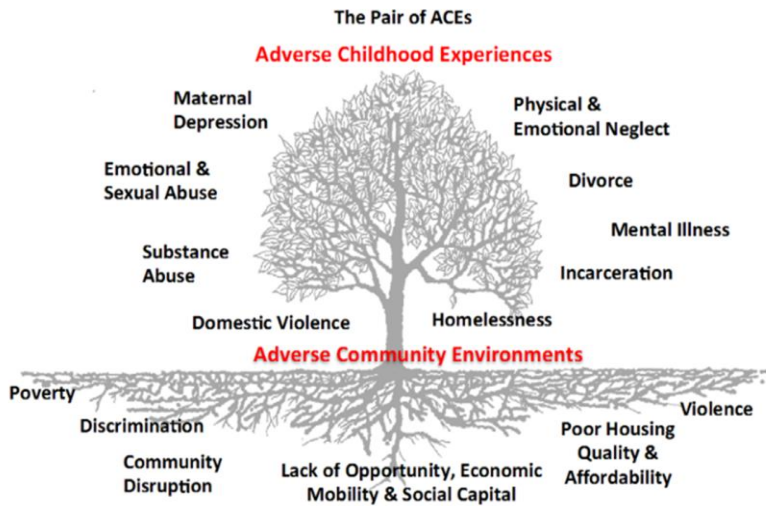 The Pair of ACEs
Adverse Childhood Experiences
Maternal
Depression
Physical &
Emotional Neglect
Emotional &
Sexual Abuse
Divorce
Mental Illness
Substance
Abuse
Incarceration
Domestic Violence
Homelessness
Adverse Community Environments
Poverty
Violence
Discrimination
Poor Housing
Quality &
Affordability
Community
Disruption
Lack of Opportunity, Economic
Mobility & Social Capital